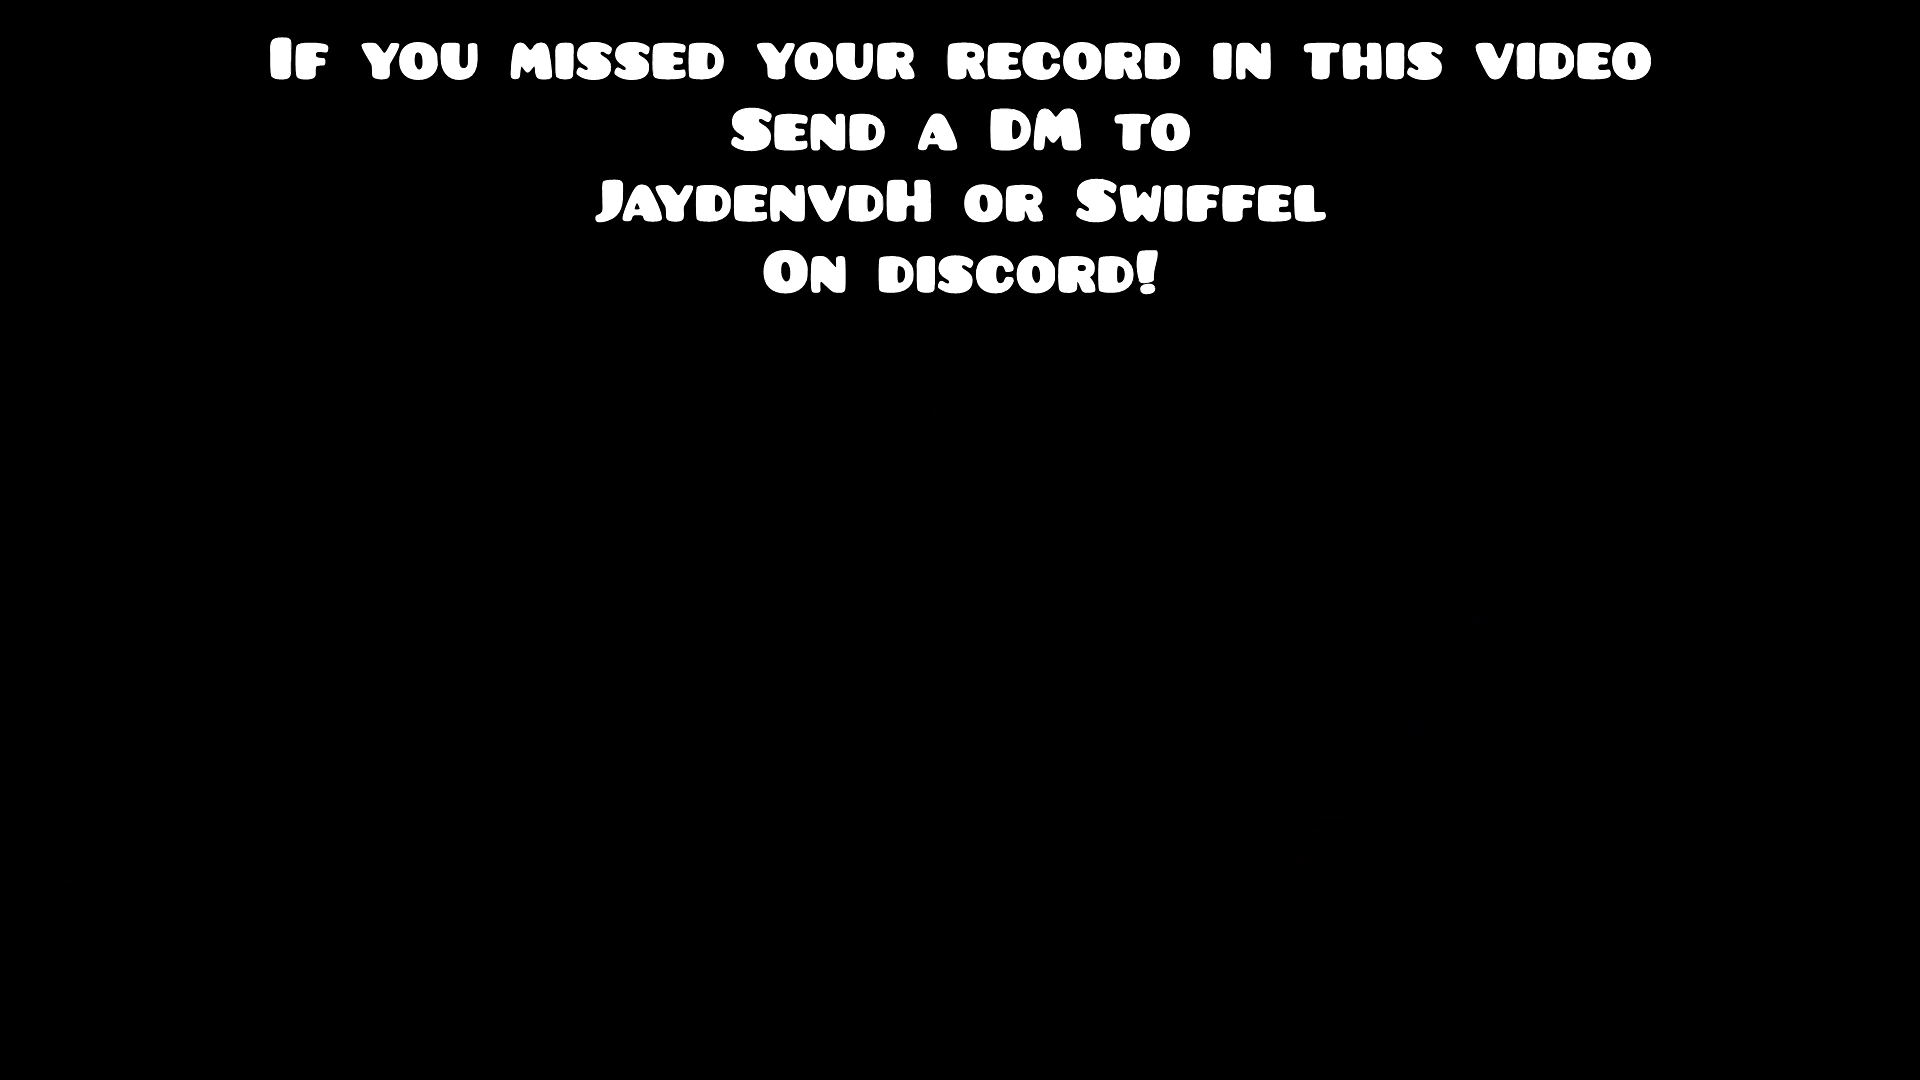 If you missed your record in this video
Send a DM to
JaydenvdH or Swiffel
On discord!